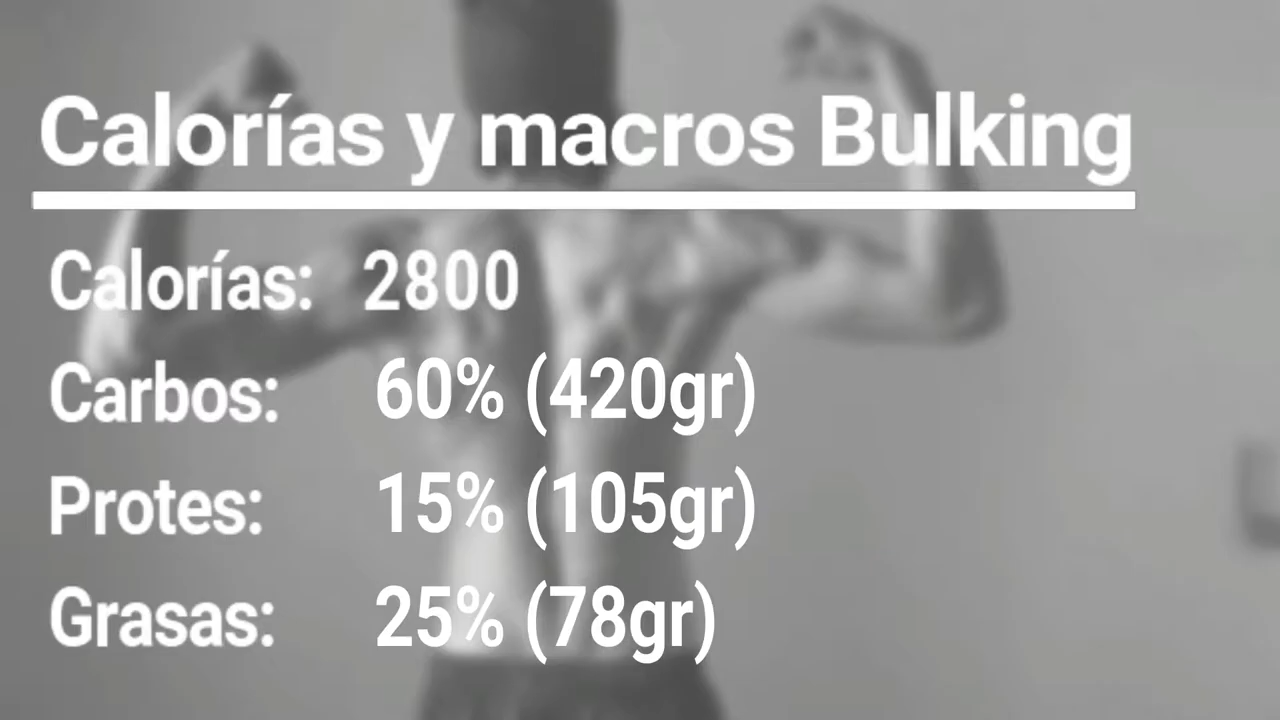 Calorías y macros Bulking
Calorías: 2800
Carbos: 60% (420gr)
Protes: 15% (105gr)
Grasas: 25% (78gr)